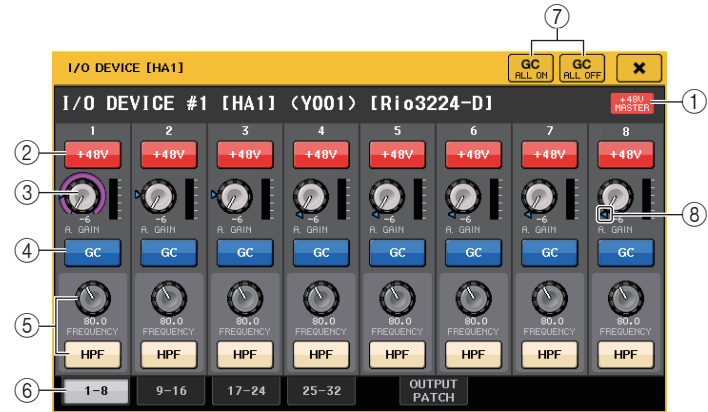 ⑦
I/O DEVICE [HA1] GC ALL ON GC ALL OFF ×
I/O DEVICE #1 [HA1] (Y001) [Rio3224-D] +48V MASTER ①
1 2 3 4 5 6 7 8
② +48V +48V +48V +48V +48V +48V +48V +48V
③ -6 -6 -6 -6 -6 -6 -6 -6 ⑧
A. GAIN A. GAIN A. GAIN A. GAIN A. GAIN A. GAIN A. GAIN A. GAIN
④ GC GC GC GC GC GC GC GC
80.0 80.0 80.0 80.0 80.0 80.0 80.0 80.0
⑤ FREQUENCY FREQUENCY FREQUENCY FREQUENCY FREQUENCY FREQUENCY FREQUENCY FREQUENCY
HPF HPF HPF HPF HPF HPF HPF HPF
⑥ 1-8 9-16 17-24 25-32 OUTPUT PATCH